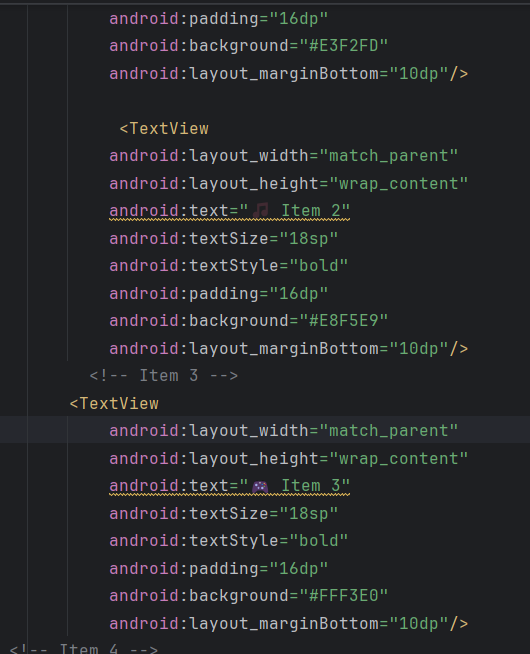 android:padding="16dp"
android:background="#E3F2FD"
android:layout_marginBottom="10dp"/>
<TextView
android:layout_width="match_parent"
android:layout_height="wrap_content"
android:text="🎵 Item 2"
android:textSize="18sp"
android:textStyle="bold"
android:padding="16dp"
android:background="#E8F5E9"
android:layout_marginBottom="10dp"/>
<!-- Item 3 -->
<TextView
android:layout_width="match_parent"
android:layout_height="wrap_content"
android:text="🎮 Item 3"
android:textSize="18sp"
android:textStyle="bold"
android:padding="16dp"
android:background="#FFF3E0"
android:layout_marginBottom="10dp"/>
<!-- Item 4 -->